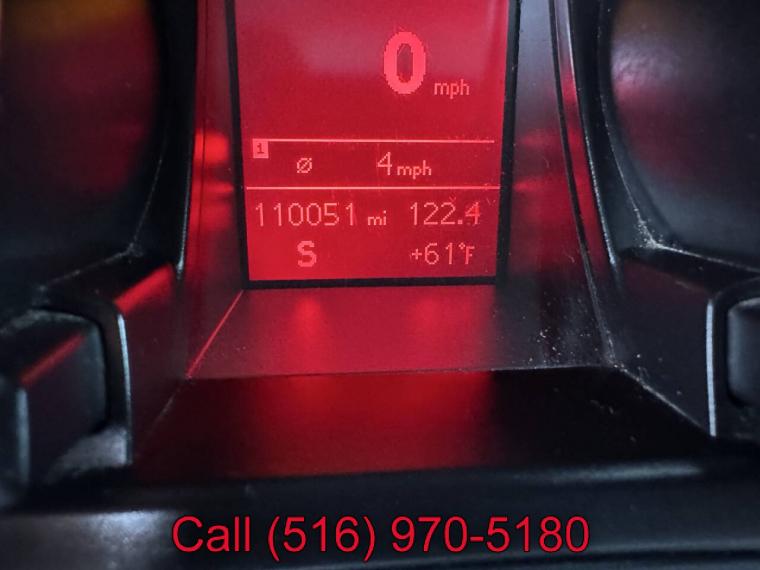 0 mph
1
Ø 4 mph
110051 mi 122.4
S +61°F
Call (516) 970-5180